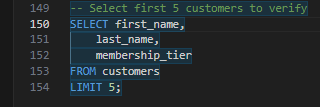 149 -- Select first 5 customers to verify
150 SELECT first_name,
151     last_name,
152     membership_tier
153 FROM customers
154 LIMIT 5;